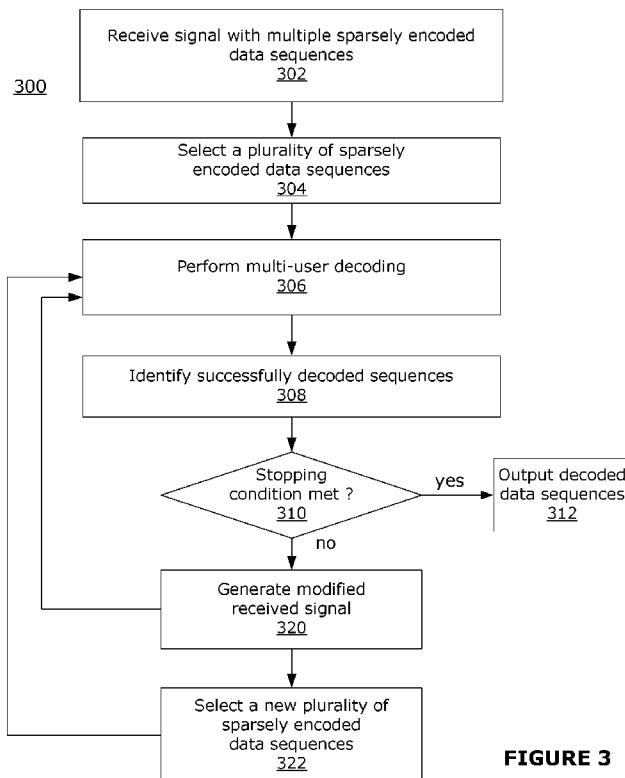 Receive signal with multiple sparsely encoded
data sequences
302
300
Select a plurality of sparsely
encoded data sequences
304
Perform multi-user decoding
306
Identify successfully decoded sequences
308
Stopping
condition met ?
310
yes
Output decoded
data sequences
312
no
Generate modified
received signal
320
Select a new plurality of
sparsely encoded
data sequences
322
FIGURE 3